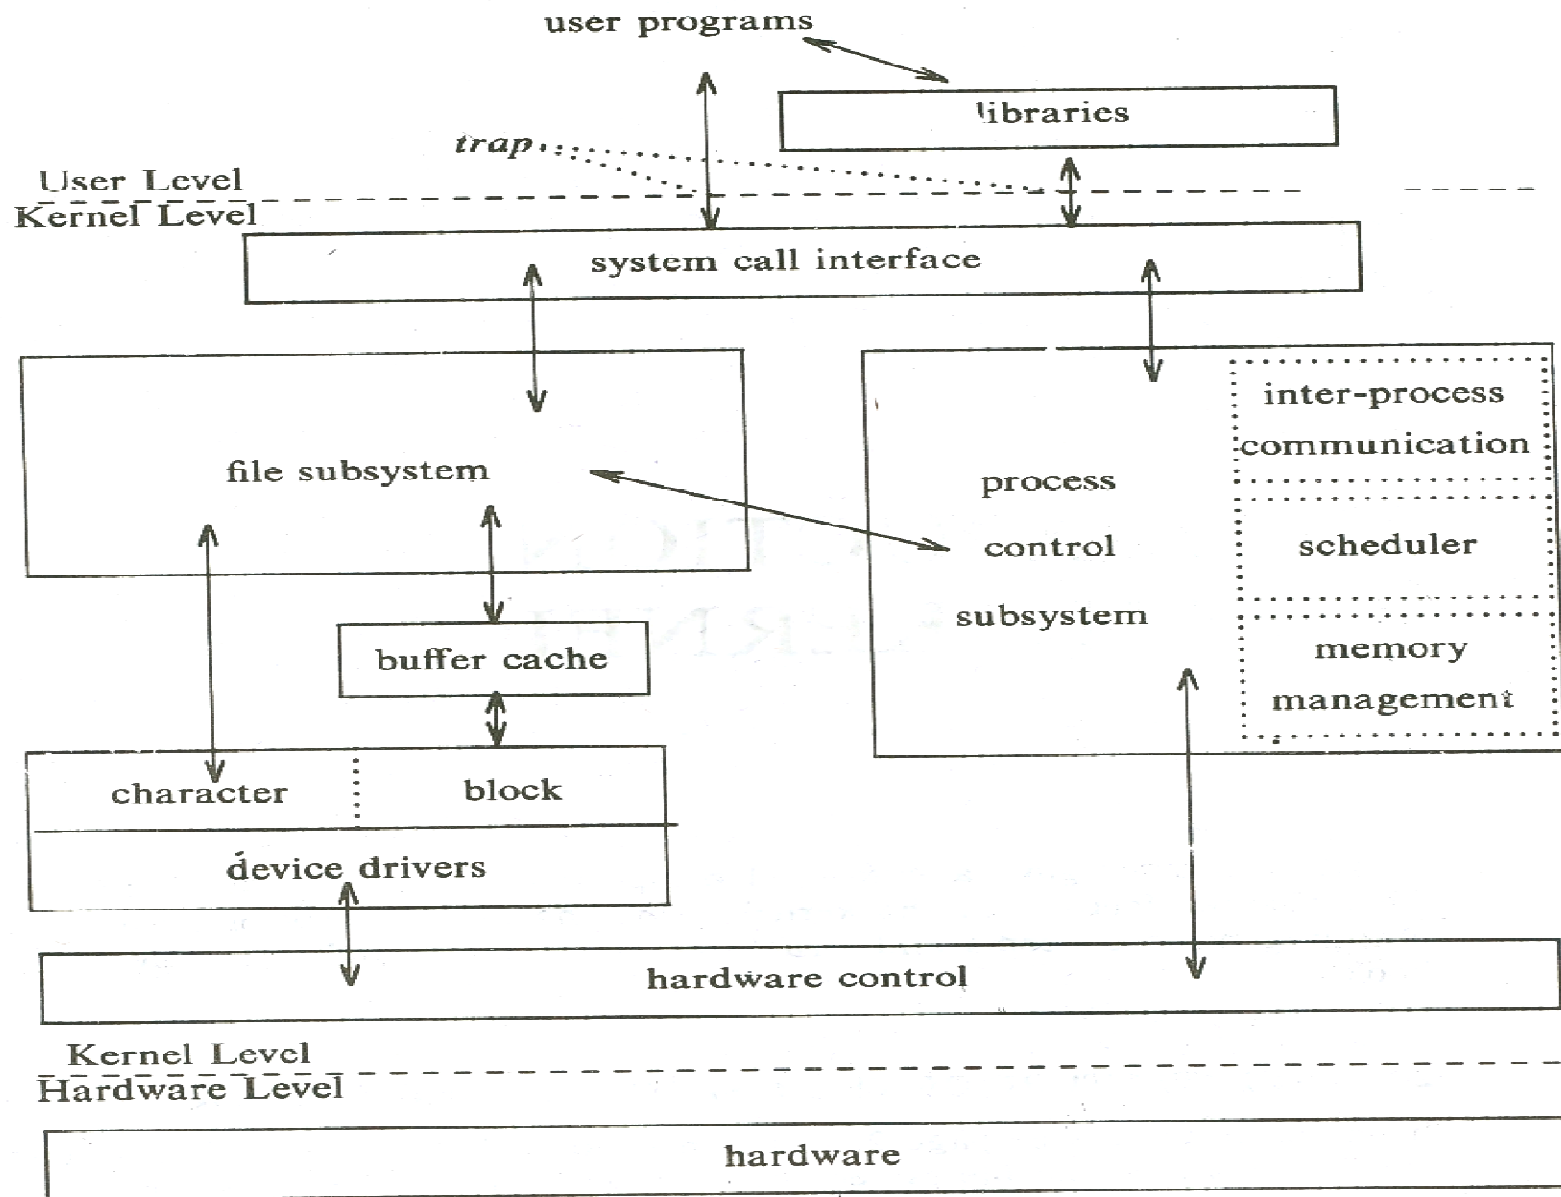 user programs
libraries
trap
User Level
Kernel Level
system call interface
file subsystem
process
control
subsystem
inter-process
communication
scheduler
memory
management
buffer cache
character
block
device drivers
hardware control
Kernel Level
Hardware Level
hardware